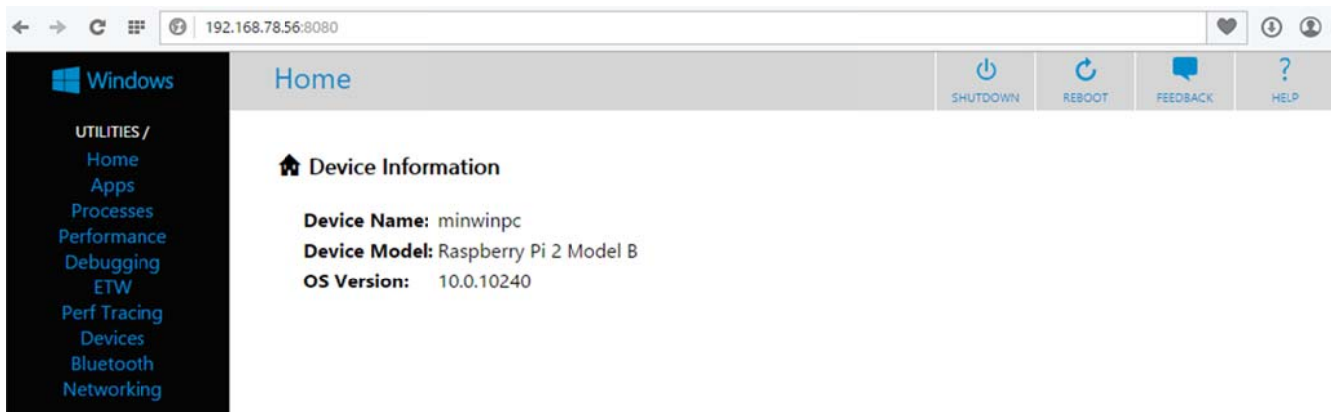 192.168.78.56:8080
Windows
Home
SHUTDOWN
REBOOT
FEEDBACK
?
HELP
UTILITIES /
Home
Apps
Processes
Performance
Debugging
ETW
Perf Tracing
Devices
Bluetooth
Networking
Device Information
Device Name: minwinpc
Device Model: Raspberry Pi 2 Model B
OS Version: 10.0.10240